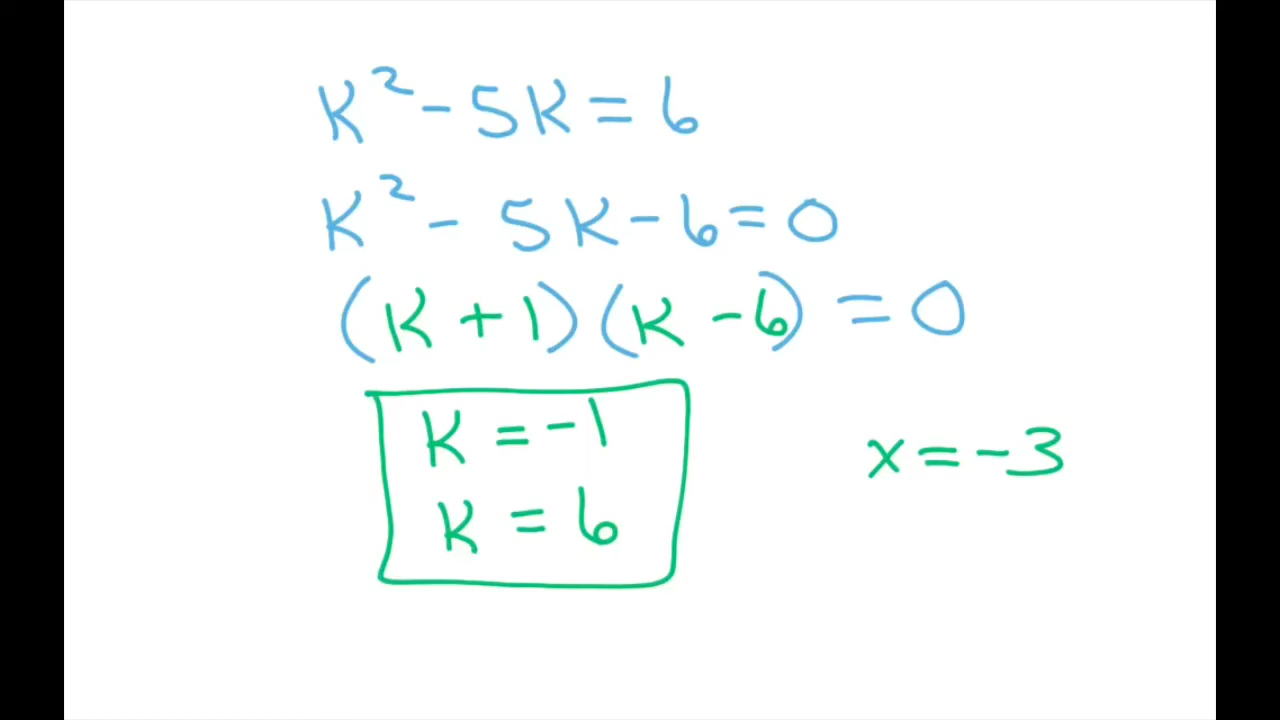 K² - 5K = 6
K² - 5K - 6 = 0
(K + 1)(K - 6) = 0
K = -1
x = -3
K = 6